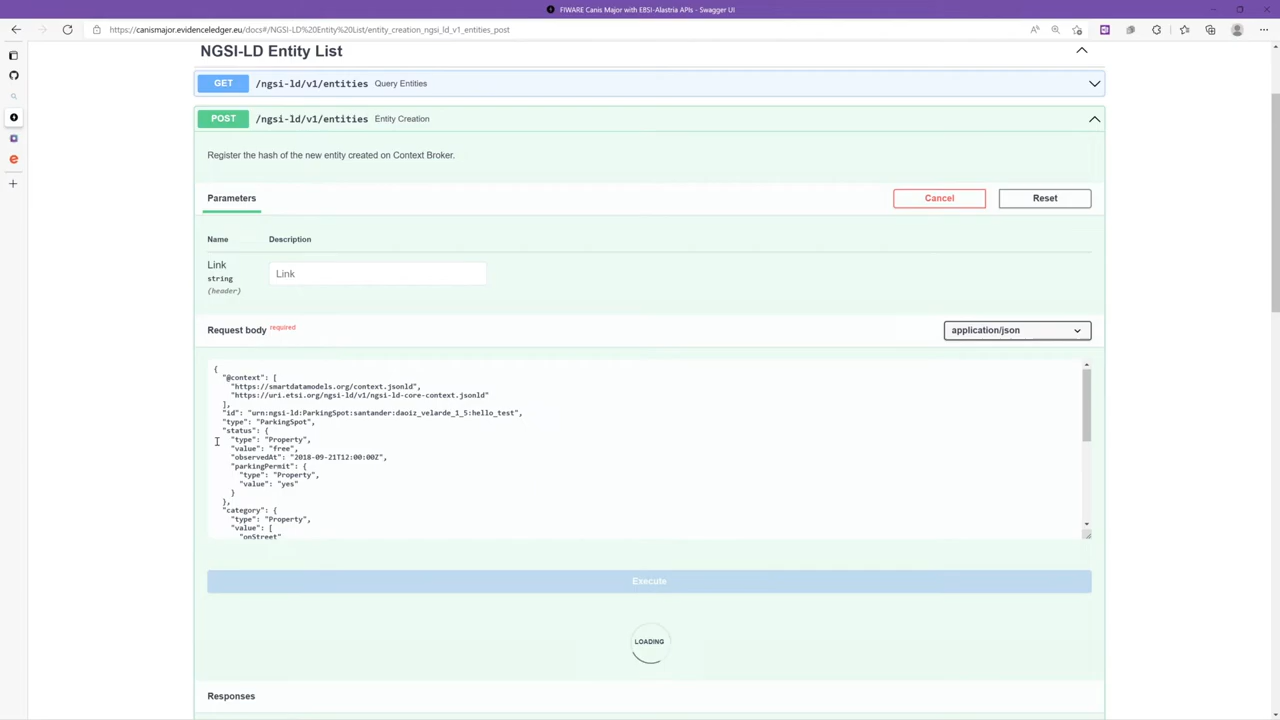 FIWARE Canis Major with EBSI-Alastria APIs - Swagger UI
https://canismajor.evidenceledger.eu/docs#/NGSI-LD%20Entity%20List/entity_creation_ngsi_ld_v1_entities_post
NGSI-LD Entity List
GET /ngsi-ld/v1/entities Query Entities
POST /ngsi-ld/v1/entities Entity Creation
Register the hash of the new entity created on Context Broker.
Parameters Cancel Reset
Name Description
Link Link
string
(header)
Request body required application/json
{
"@context": [
"https://smartdatamodels.org/context.jsonld",
"https://uri.etsi.org/ngsi-ld/v1/ngsi-ld-core-context.jsonld"
],
"id": "urn:ngsi-ld:ParkingSpot:santander:daoiz_velarde_1_5:hello_test",
"type": "ParkingSpot",
"status": {
"type": "Property",
"value": "free",
"observedAt": "2018-09-21T12:00:00Z",
"parkingPermit": {
"type": "Property",
"value": "yes"
}
},
"category": {
"type": "Property",
"value": [
"onStreet"
Execute
LOADING
Responses